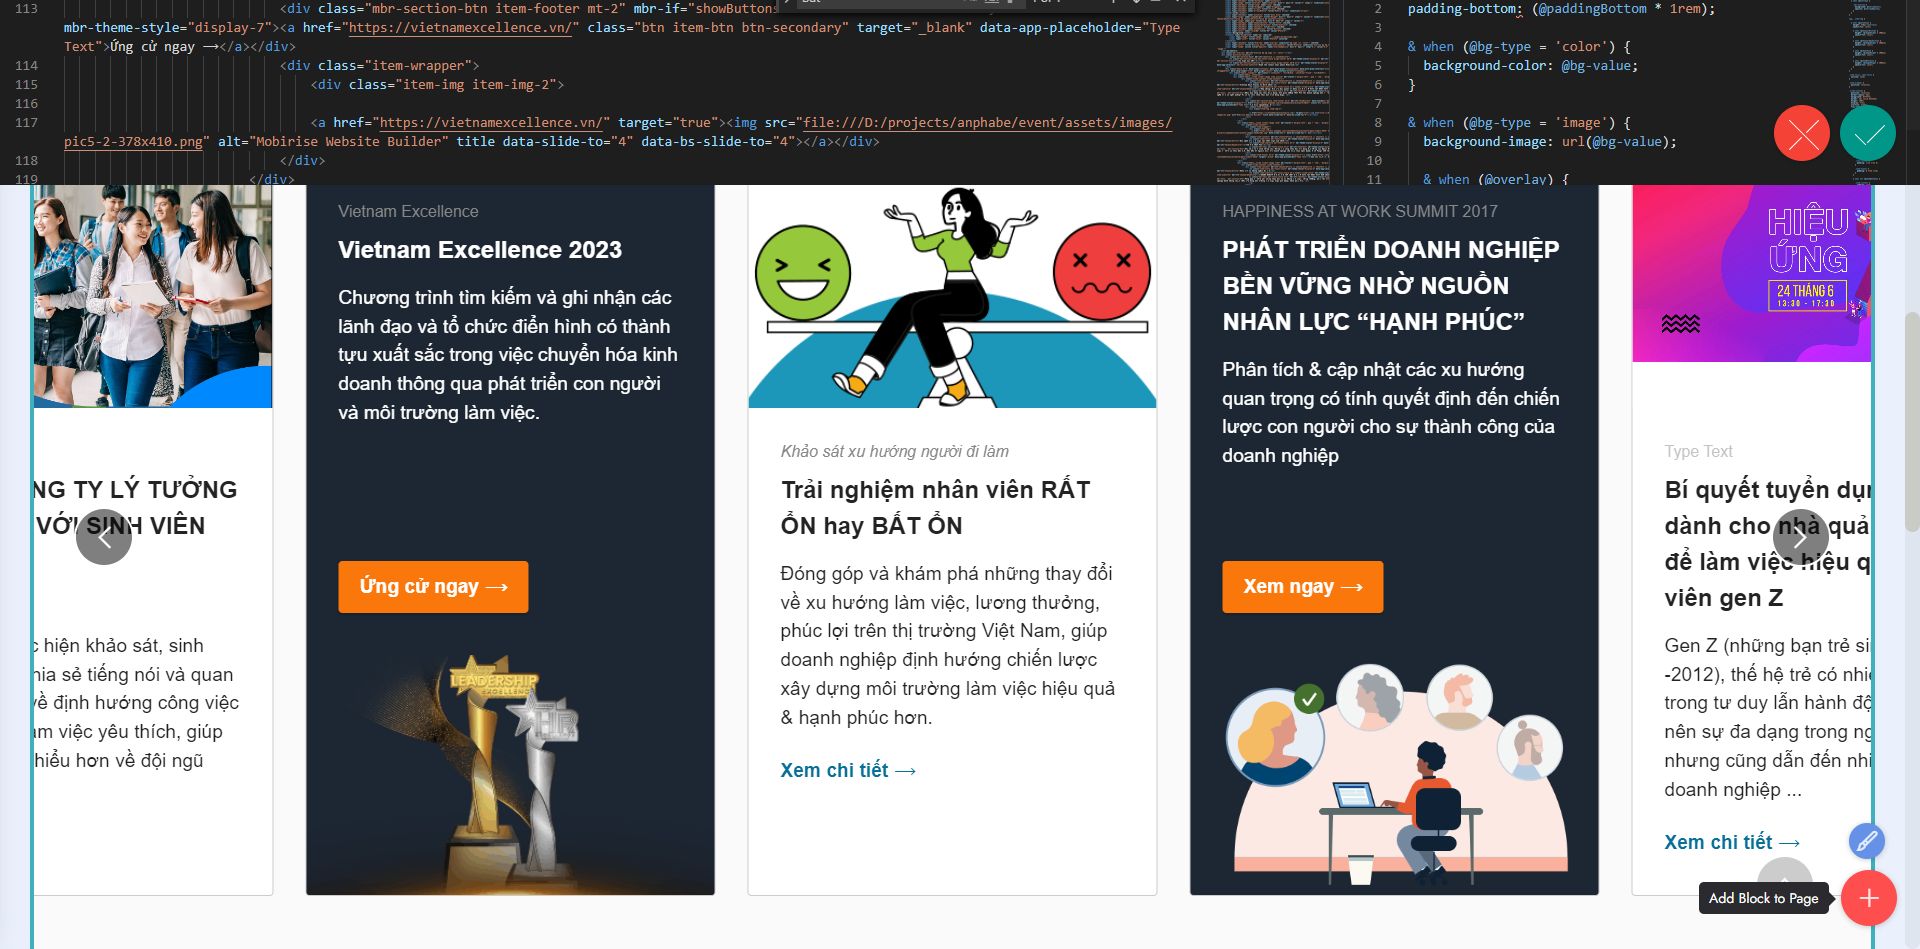 113
<div class="mbr-section-btn item-footer mt-2" mbr-if="showButtons
mbr-theme-style="display-7"><a href="https://vietnamexcellence.vn/" class="btn item-btn btn-secondary" target="_blank" data-app-placeholder="Type
Text">Ứng cử ngay ⟶</a></div>
114 <div class="item-wrapper">
115 <div class="item-img item-img-2">
116
117 <a href="https://vietnamexcellence.vn/" target="true"><img src="file:///D:/projects/anphabe/event/assets/images/
pic5-2-378x410.png" alt="Mobirise Website Builder" title data-slide-to="4" data-bs-slide-to="4"></a></div>
118 </div>
119 </div>
2 padding-bottom: (@paddingBottom * 1rem);
3
4 & when (@bg-type = 'color') {
5 background-color: @bg-value;
6 }
7
8 & when (@bg-type = 'image') {
9 background-image: url(@bg-value);
10
11 & when (@overlay) {
NG TY LÝ TƯỞNG
VỚI SINH VIÊN
hiện khảo sát, sinh
sẻ tiếng nói và quan
về định hướng công việc
làm việc yêu thích, giúp
hiểu hơn về đội ngũ
Vietnam Excellence
Vietnam Excellence 2023
Chương trình tìm kiếm và ghi nhận các
lãnh đạo và tổ chức điển hình có thành
tựu xuất sắc trong việc chuyển hóa kinh
doanh thông qua phát triển con người
và môi trường làm việc.
Ứng cử ngay ⟶
LEADERSHIP
EXCELLENCE
HR
Khảo sát xu hướng người đi làm
Trải nghiệm nhân viên RẤT
ỔN hay BẤT ỔN
Đóng góp và khám phá những thay đổi
về xu hướng làm việc, lương thưởng,
phúc lợi trên thị trường Việt Nam, giúp
doanh nghiệp định hướng chiến lược
xây dựng môi trường làm việc hiệu quả
& hạnh phúc hơn.
Xem chi tiết ⟶
HAPPINESS AT WORK SUMMIT 2017
PHÁT TRIỂN DOANH NGHIỆP
BỀN VỮNG NHỜ NGUỒN
NHÂN LỰC “HẠNH PHÚC”
Phân tích & cập nhật các xu hướng
quan trọng có tính quyết định đến chiến
lược con người cho sự thành công của
doanh nghiệp
Xem ngay ⟶
HIỆU
ỨNG
24 THÁNG 6
13:30 - 17:30
Type Text
Bí quyết tuyển dụn
dành cho nhà quả
để làm việc hiệu q
viên gen Z
Gen Z (những bạn trẻ si
-2012), thế hệ trẻ có nhi
trong tư duy lẫn hành độ
nên sự đa dạng trong ng
nhưng cũng dẫn đến nhi
doanh nghiệp ...
Xem chi tiết ⟶
Add Block to Page